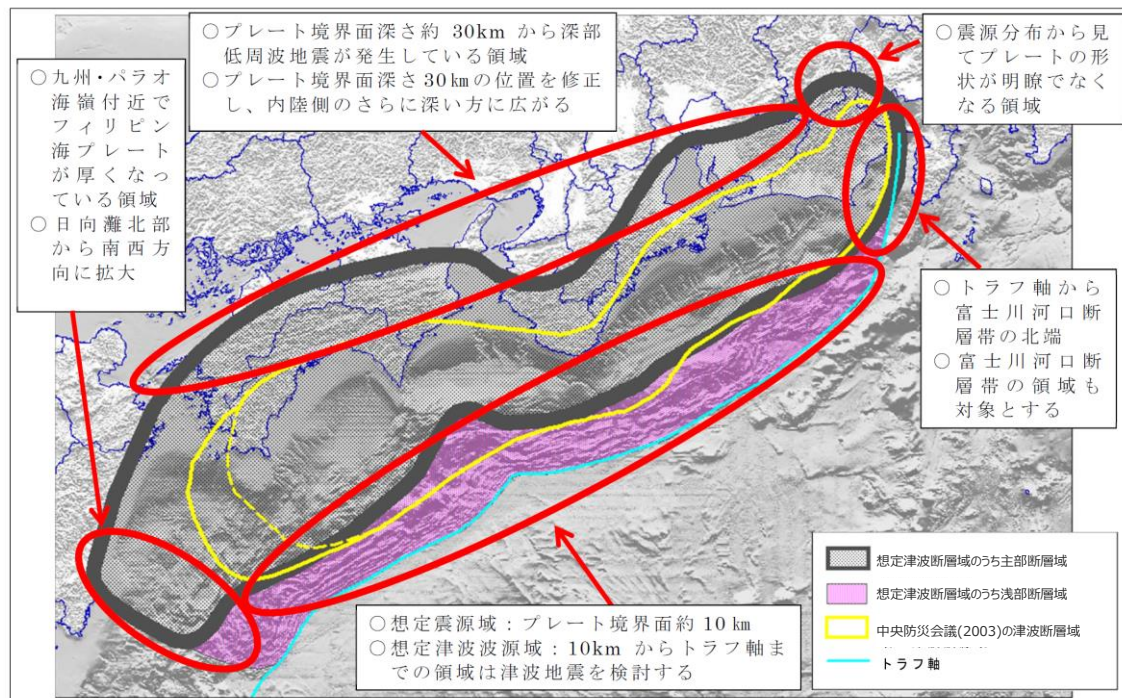 ○プレート境界面深さ約 30km から深部
低周波地震が発生している領域
○プレート境界面深さ30kmの位置を修正
し、内陸側のさらに深い方に広がる
○震源分布から見
てプレートの形
状が明瞭でなく
なる領域
○九州・パラオ
海嶺付近で
フィリピン
海プレート
が厚くなっ
ている領域
○日向灘北部
から南西方
向に拡大
○トラフ軸から
富士川河口断
層帯の北端
○富士川河口断
層帯の領域も
対象とする
○想定震源域：プレート境界面約 10 km
○想定津波波源域：10km からトラフ軸ま
での領域は津波地震を検討する
想定津波断層域のうち主部断層域
想定津波断層域のうち浅部断層域
中央防災会議(2003)の津波断層域
トラフ軸